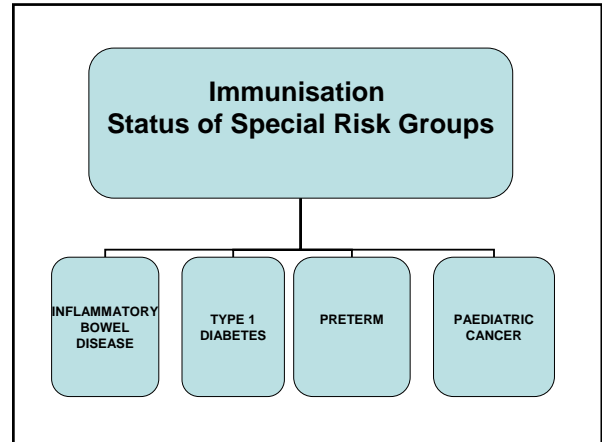 Immunisation
Status of Special Risk Groups
INFLAMMATORY
BOWEL
DISEASE
TYPE 1
DIABETES
PRETERM
PAEDIATRIC
CANCER